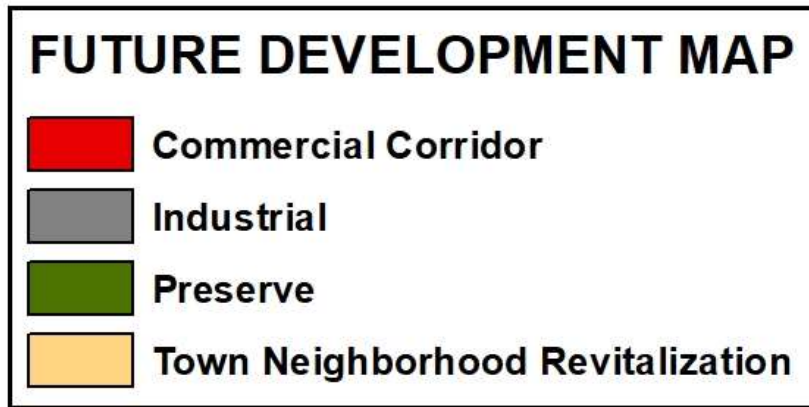 FUTURE DEVELOPMENT MAP
Commercial Corridor
Industrial
Preserve
Town Neighborhood Revitalization